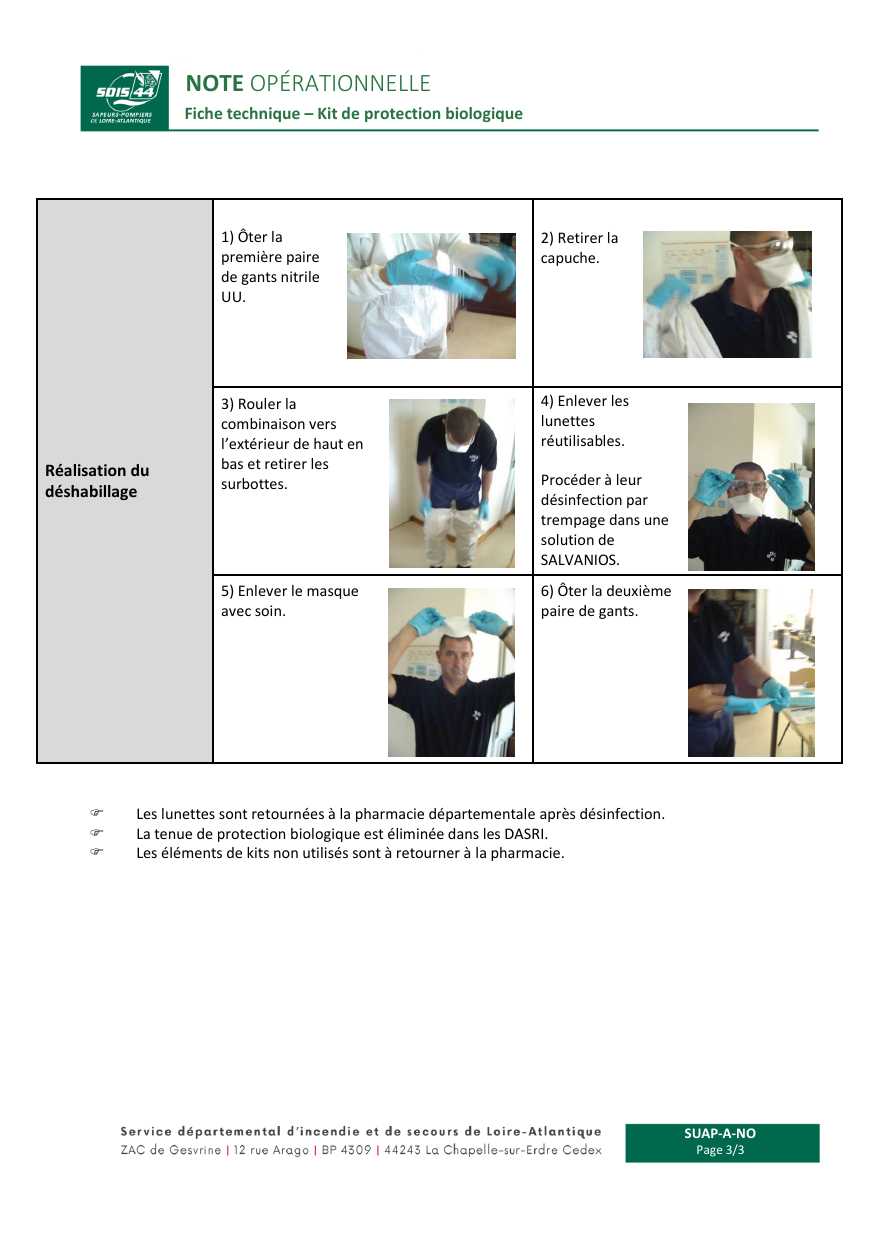 SDIS 44
SAPEURS-POMPIERS
DE LOIRE-ATLANTIQUE
NOTE OPÉRATIONNELLE
Fiche technique – Kit de protection biologique
Réalisation du
déshabillage
1) Ôter la
première paire
de gants nitrile
UU.
2) Retirer la
capuche.
3) Rouler la
combinaison vers
l’extérieur de haut en
bas et retirer les
surbottes.
4) Enlever les
lunettes
réutilisables.
Procéder à leur
désinfection par
trempage dans une
solution de
SALVANIOS.
5) Enlever le masque
avec soin.
6) Ôter la deuxième
paire de gants.
☞ Les lunettes sont retournées à la pharmacie départementale après désinfection.
☞ La tenue de protection biologique est éliminée dans les DASRI.
☞ Les éléments de kits non utilisés sont à retourner à la pharmacie.
Service départemental d’incendie et de secours de Loire-Atlantique
ZAC de Gesvrine | 12 rue Arago | BP 4309 | 44243 La Chapelle-sur-Erdre Cedex
SUAP-A-NO
Page 3/3